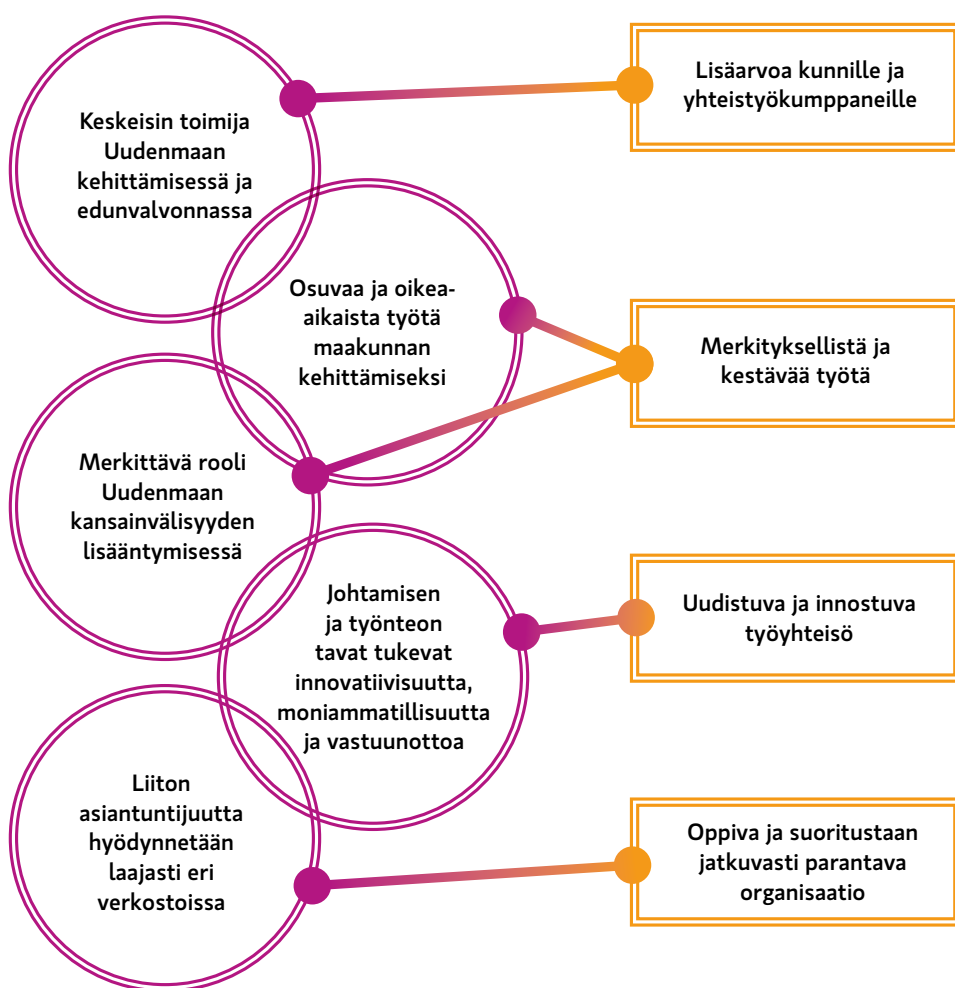 Keskeisin toimija
Uudenmaan
kehittämisessä ja
edunvalvonnassa
Lisäarvoa kunnille ja
yhteistyökumppaneille
Osuvaa ja oikea-
aikaista työtä
maakunnan
kehittämiseksi
Merkityksellistä ja
kestävää työtä
Merkittävä rooli
Uudenmaan
kansainvälisyyden
lisääntymisessä
Johtamisen
ja työnteon
tavat tukevat
innovatiivisuutta,
moniammatillisuutta
ja vastuunottoa
Uudistuva ja innostuva
työyhteisö
Liiton
asiantuntijuutta
hyödynnetään
laajasti eri
verkostoissa
Oppiva ja suoritustaan
jatkuvasti parantava
organisaatio